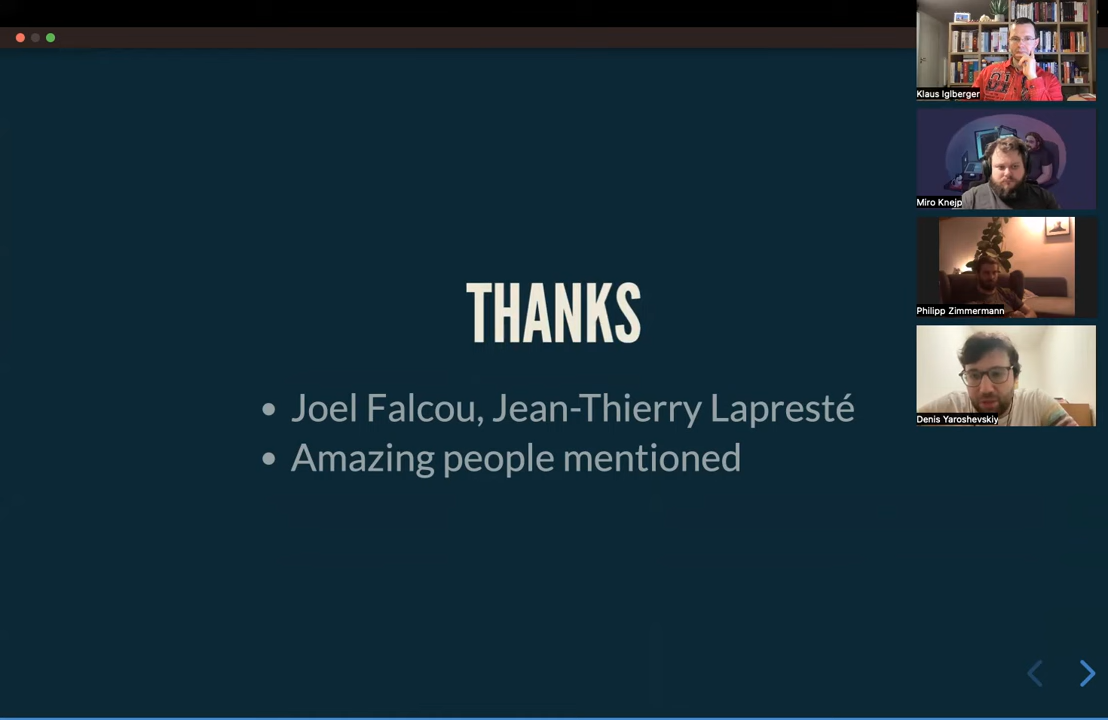 THANKS
Joel Falcou, Jean-Thierry Lapresté
Amazing people mentioned
Klaus Iglberger
Miro Knejp
Philipp Zimmermann
Denis Yaroshevskiy